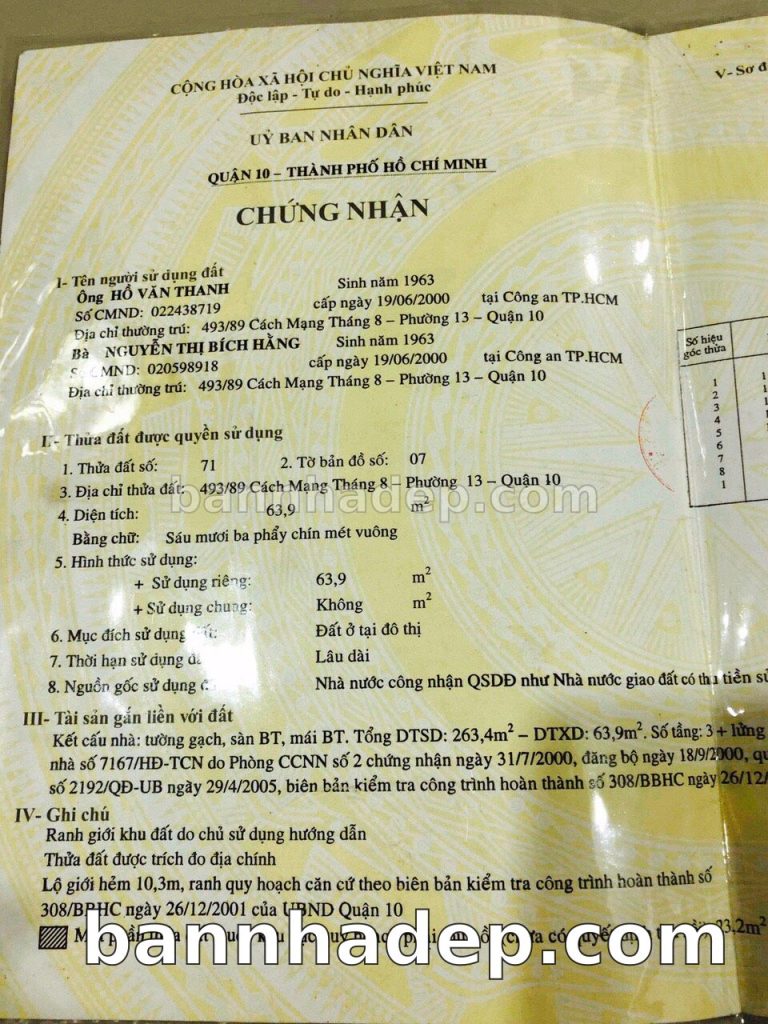 CỘNG HÒA XÃ HỘI CHỦ NGHĨA VIỆT NAM
Độc lập - Tự do - Hạnh phúc
UỶ BAN NHÂN DÂN
QUẬN 10 – THÀNH PHỐ HỒ CHÍ MINH
CHỨNG NHẬN
I- Tên người sử dụng đất
Ông HỒ VĂN THANH Sinh năm 1963
Số CMND: 022438719 cấp ngày 19/06/2000 tại Công an TP.HCM
Địa chỉ thường trú: 493/89 Cách Mạng Tháng 8 – Phường 13 – Quận 10
Bà NGUYỄN THỊ BÍCH HẰNG Sinh năm 1963
Số CMND: 020598918 cấp ngày 19/06/2000 tại Công an TP.HCM
Địa chỉ thường trú: 493/89 Cách Mạng Tháng 8 – Phường 13 – Quận 10
II- Thửa đất được quyền sử dụng
1. Thửa đất số: 71 2. Tờ bản đồ số: 07
3. Địa chỉ thửa đất: 493/89 Cách Mạng Tháng 8 – Phường 13 – Quận 10
bannhadep.com
4. Diện tích: 63,9 m²
Bằng chữ: Sáu mươi ba phẩy chín mét vuông
5. Hình thức sử dụng:
+ Sử dụng riêng: 63,9 m²
+ Sử dụng chung: Không m²
6. Mục đích sử dụng đất: Đất ở tại đô thị
7. Thời hạn sử dụng Lâu dài
8. Nguồn gốc sử dụng Nhà nước công nhận QSDĐ như Nhà nước giao đất có thu tiền
III- Tài sản gắn liền với đất
Kết cấu nhà: tường gạch, sàn BT, mái BT. Tổng DTSD: 263,4m² – DTXD: 63,9m². Số tầng: 3 + lửng
nhà số 7167/HĐ-TCN do Phòng CCNN số 2 chứng nhận ngày 31/7/2000, đăng bộ ngày 18/9/2000,
số 2192/QĐ-UB ngày 29/4/2005, biên bản kiểm tra công trình hoàn thành số 308/BBHC ngày 26/12/
IV- Ghi chú
Ranh giới khu đất do chủ sử dụng hướng dẫn
Thửa đất được trích đo địa chính
Lộ giới hẻm 10,3m, ranh quy hoạch căn cứ theo biên bản kiểm tra công trình hoàn thành số
308/BBHC ngày 26/12/2001 của UBND Quận 10
bannhadep.com
V- Sơ
Số hiệu
góc thửa
1
2
3
4
5
6
7
8
1